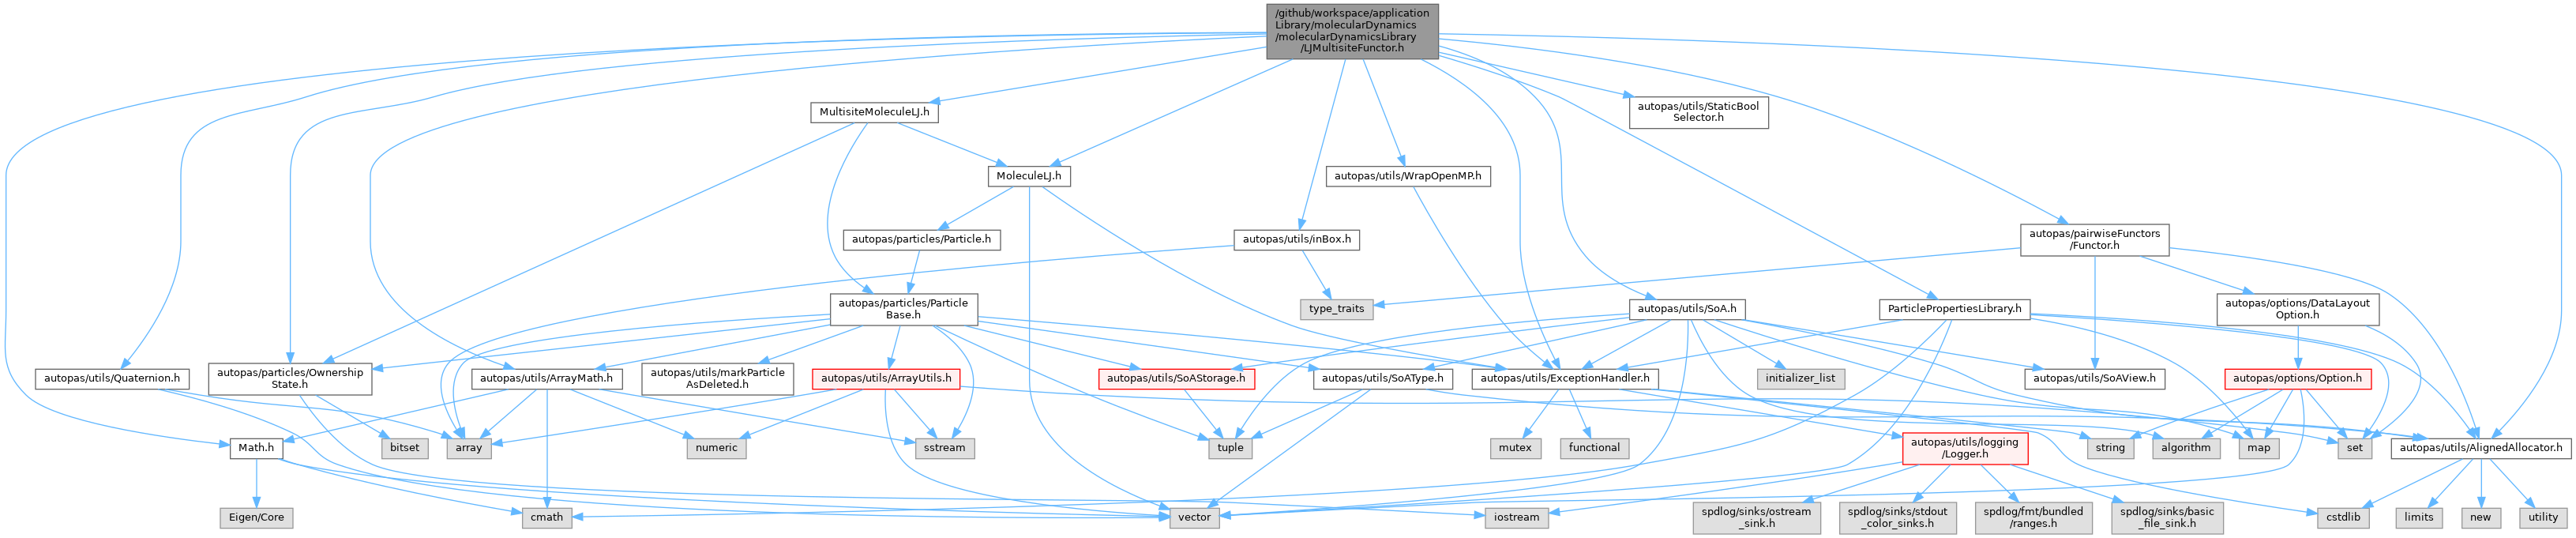 /github/workspace/application
Library/molecularDynamics
/molecularDynamicsLibrary
/LJMultisiteFunctor.h
MultisiteMoleculeLJ.h
autopas/utils/StaticBool
Selector.h
MoleculeLJ.h
autopas/utils/WrapOpenMP.h
autopas/particles/Particle.h
autopas/utils/inBox.h
autopas/pairwiseFunctors
/Functor.h
autopas/particles/Particle
Base.h
type_traits
autopas/utils/SoA.h
ParticlePropertiesLibrary.h
autopas/options/DataLayout
Option.h
autopas/utils/Quaternion.h
autopas/particles/Ownership
State.h
autopas/utils/ArrayMath.h
autopas/utils/markParticle
AsDeleted.h
autopas/utils/ArrayUtils.h
autopas/utils/SoAStorage.h
autopas/utils/SoAType.h
autopas/utils/ExceptionHandler.h
initializer_list
autopas/utils/SoAView.h
autopas/options/Option.h
Math.h
bitset
array
numeric
sstream
tuple
mutex
functional
autopas/utils/logging
/Logger.h
string
algorithm
map
set
autopas/utils/AlignedAllocator.h
Eigen/Core
cmath
vector
iostream
spdlog/sinks/ostream
_sink.h
spdlog/sinks/stdout
_color_sinks.h
spdlog/fmt/bundled
/ranges.h
spdlog/sinks/basic
_file_sink.h
cstdlib
limits
new
utility